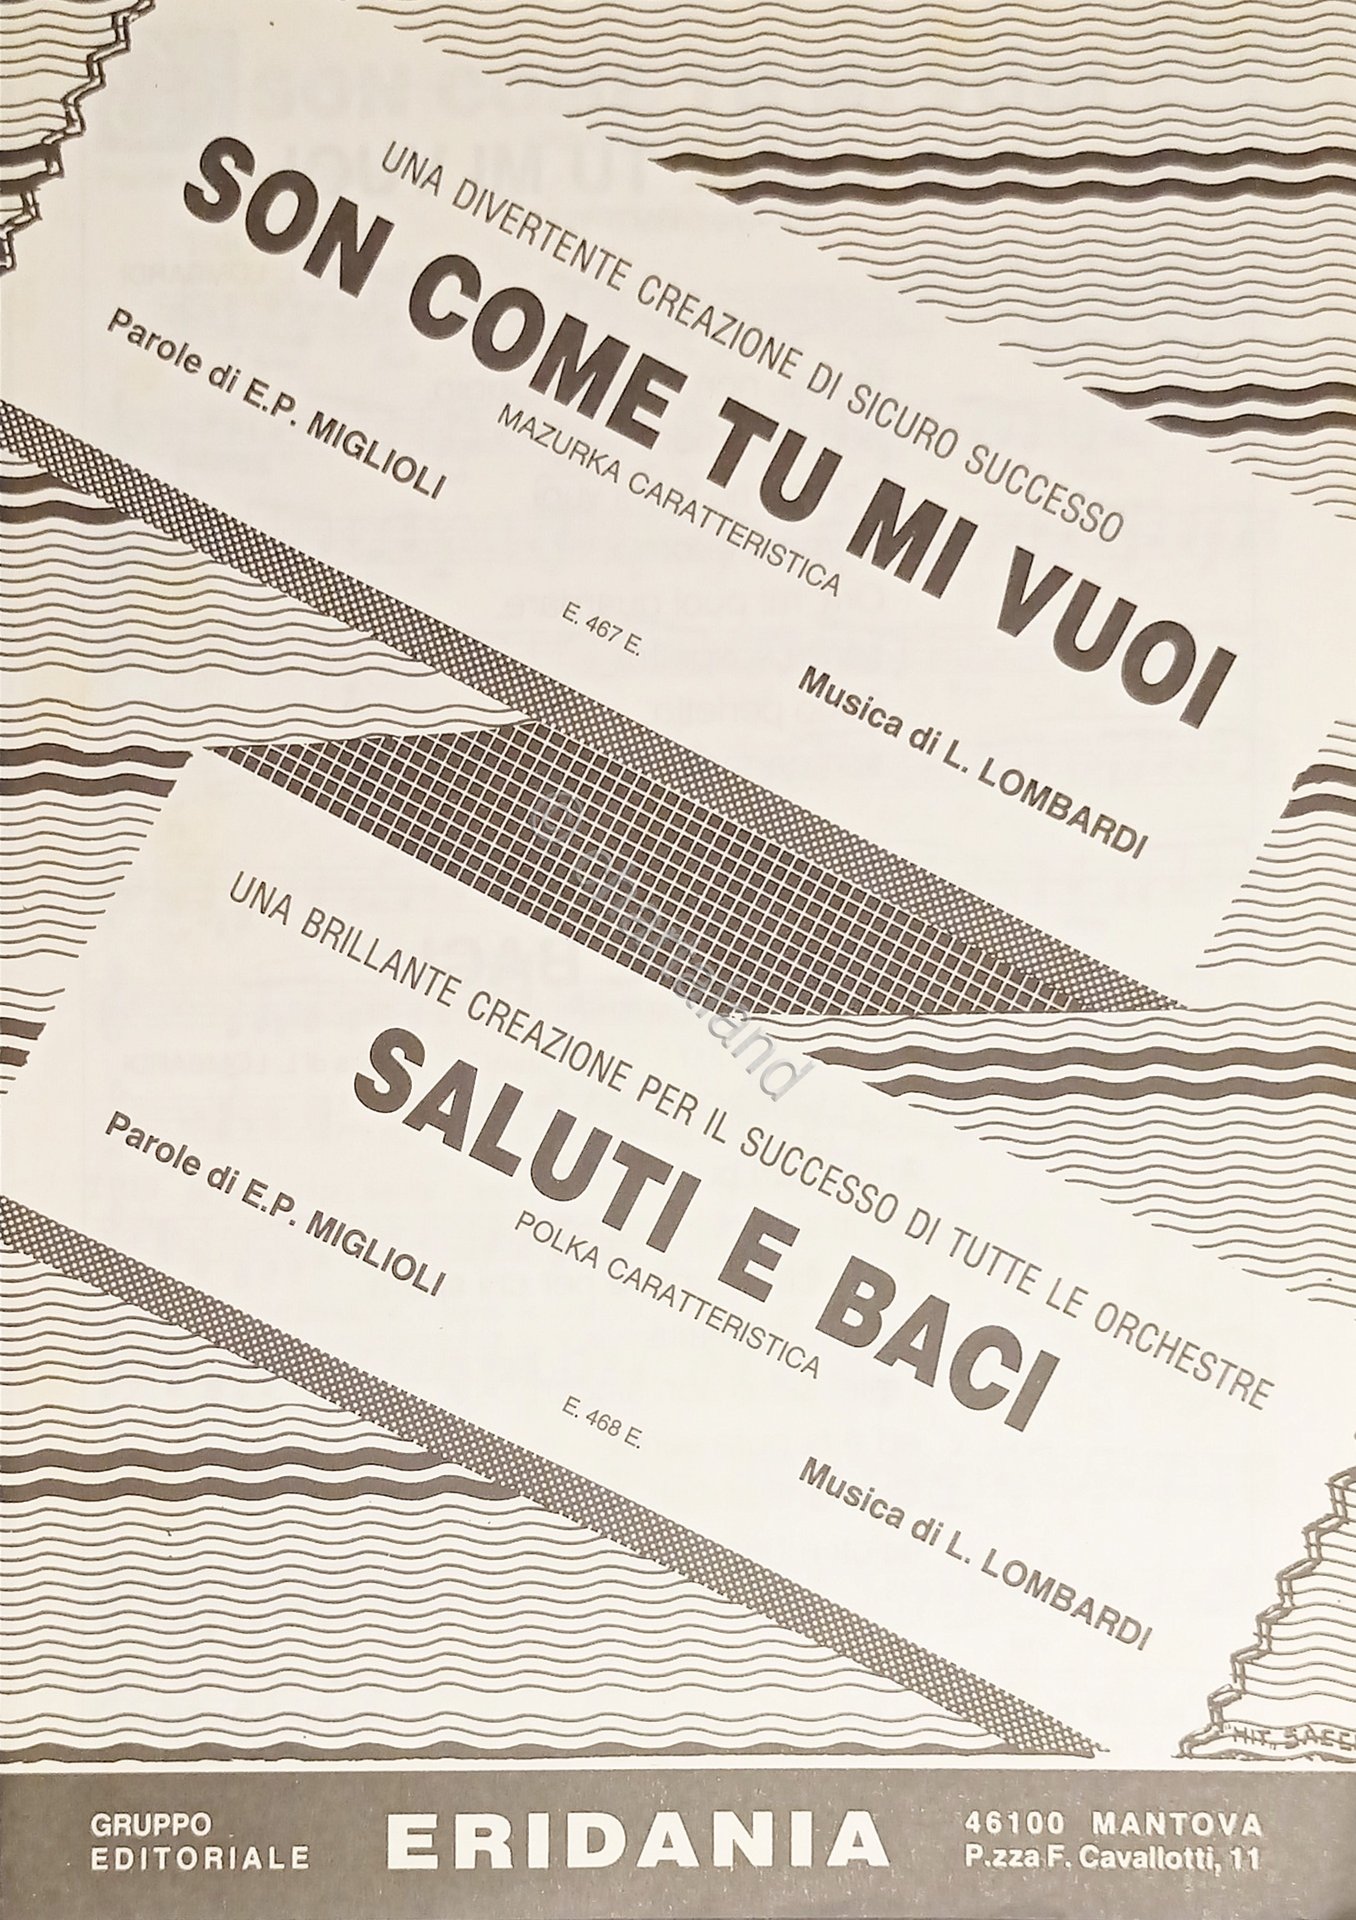 UNA DIVERTENTE CREAZIONE DI SICURO SUCCESSO
SON COME TU MI VUOI
MAZURKA CARATTERISTICA
Parole di E.P. MIGLIOLI
E. 467 E.
Musica di L. LOMBARDI
UNA BRILLANTE CREAZIONE PER IL SUCCESSO DI TUTTE LE ORCHESTRE
SALUTI E BACI
POLKA CARATTERISTICA
Parole di E.P. MIGLIOLI
E. 468 E.
Musica di L. LOMBARDI
GRUPPO
EDITORIALE
ERIDANIA
46100 MANTOVA
P.zza F. Cavallotti, 11